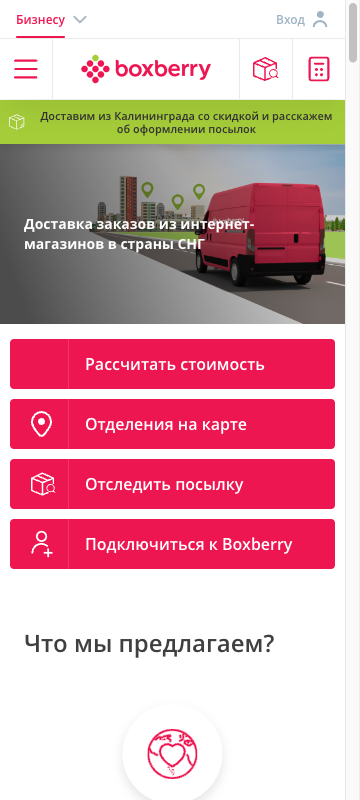 Бизнесу
Вход
boxberry
Доставим из Калининграда со скидкой и расскажем
об оформлении посылок
Доставка заказов из интернет-
магазинов в страны СНГ
Рассчитать стоимость
Отделения на карте
Отследить посылку
Подключиться к Boxberry
Что мы предлагаем?